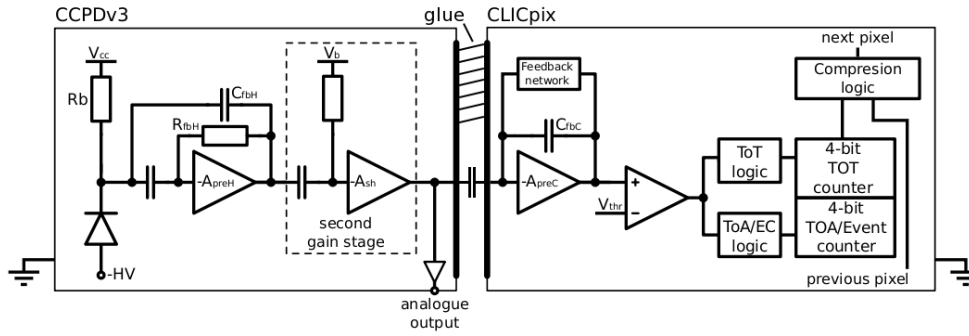 CCPDv3
glue
CLICpix
Vcc
Rb
CfbH
RfbH
-ApreH
-HV
Vb
-Ash
second
gain stage
analogue
output
Feedback
network
CfbC
-ApreC
+
Vthr
−
ToT
logic
ToA/EC
logic
next pixel
Compresion
logic
4-bit
TOT
counter
4-bit
TOA/Event
counter
previous pixel